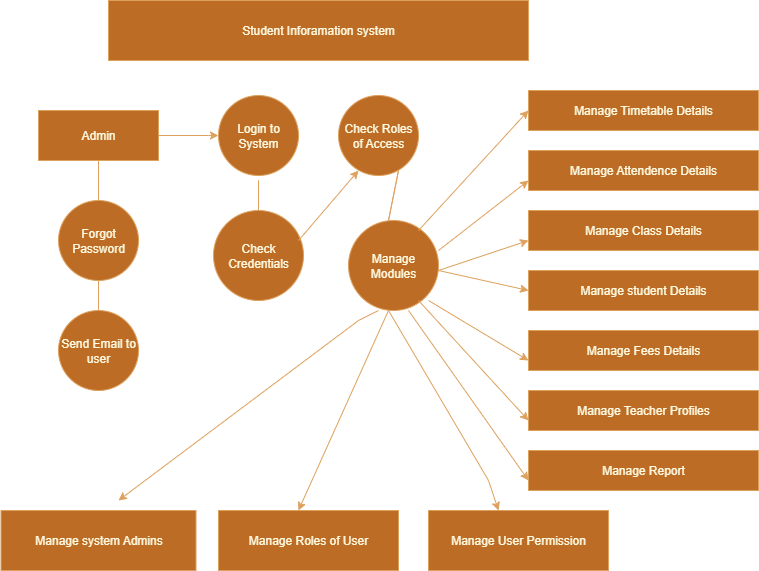 Student Inforamation system
Admin
Login to
System
Check Roles
of Access
Forgot
Password
Check
Credentials
Manage
Modules
Send Email to
user
Manage Timetable Details
Manage Attendence Details
Manage Class Details
Manage student Details
Manage Fees Details
Manage Teacher Profiles
Manage Report
Manage system Admins
Manage Roles of User
Manage User Permission